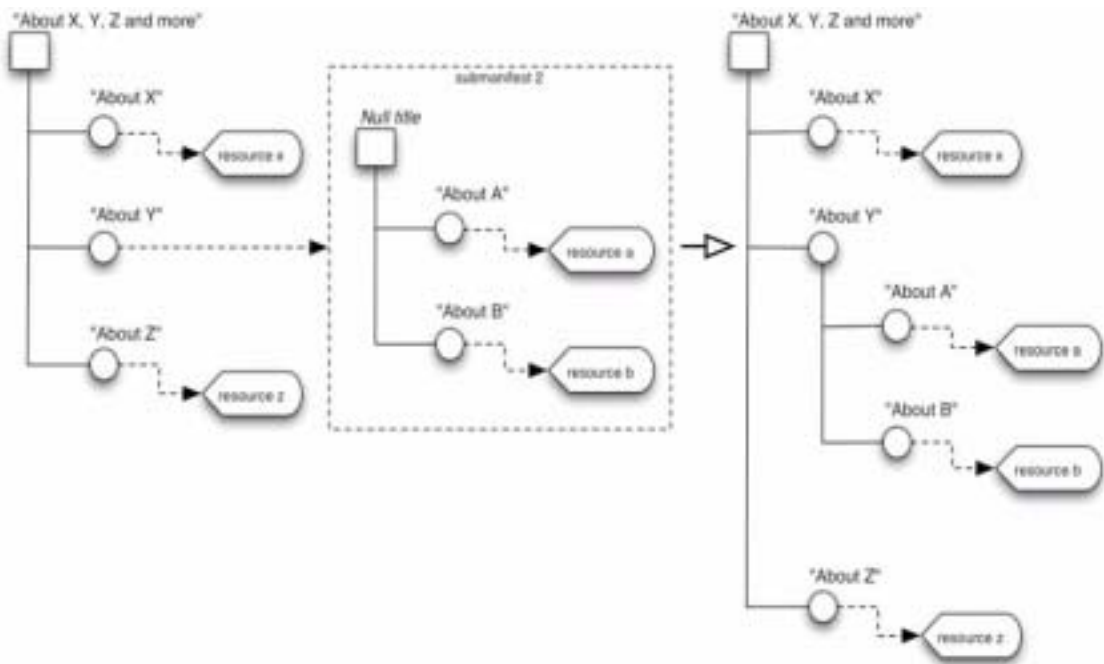 "About X, Y, Z and more"
"About X"
resource x
"About Y"
"About Z"
resource z
submanifest 2
Null title
"About A"
resource a
"About B"
resource b
"About X, Y, Z and more"
"About X"
resource x
"About Y"
"About A"
resource a
"About B"
resource b
"About Z"
resource z